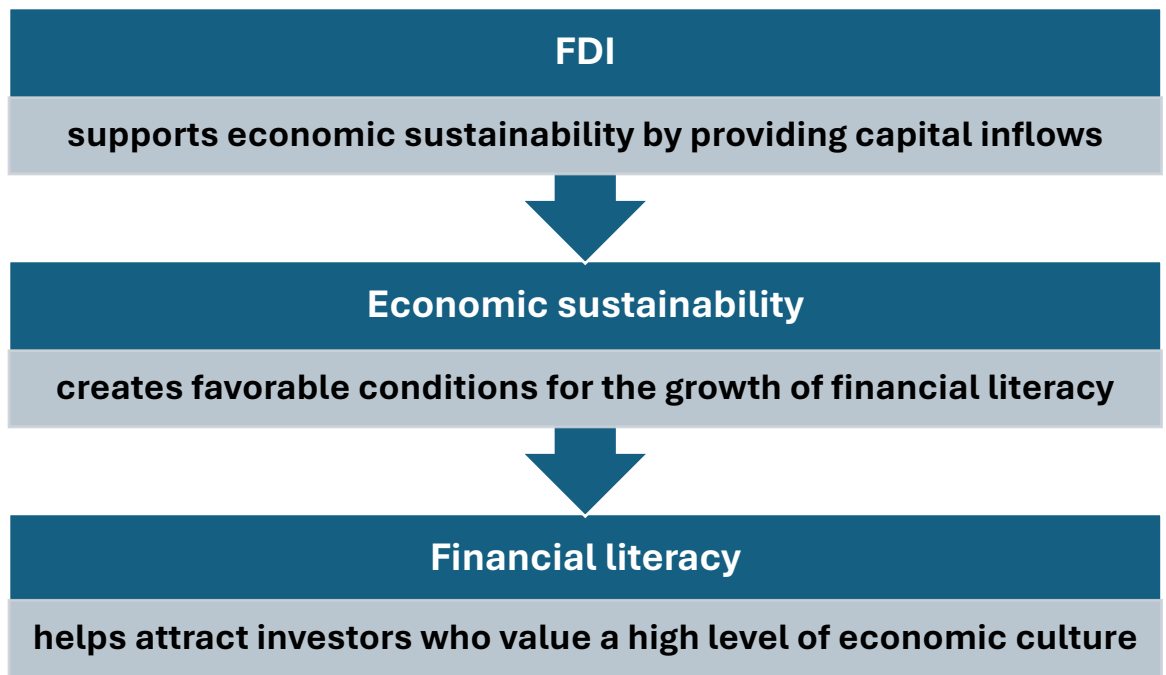 FDI
supports economic sustainability by providing capital inflows
Economic sustainability
creates favorable conditions for the growth of financial literacy
Financial literacy
helps attract investors who value a high level of economic culture